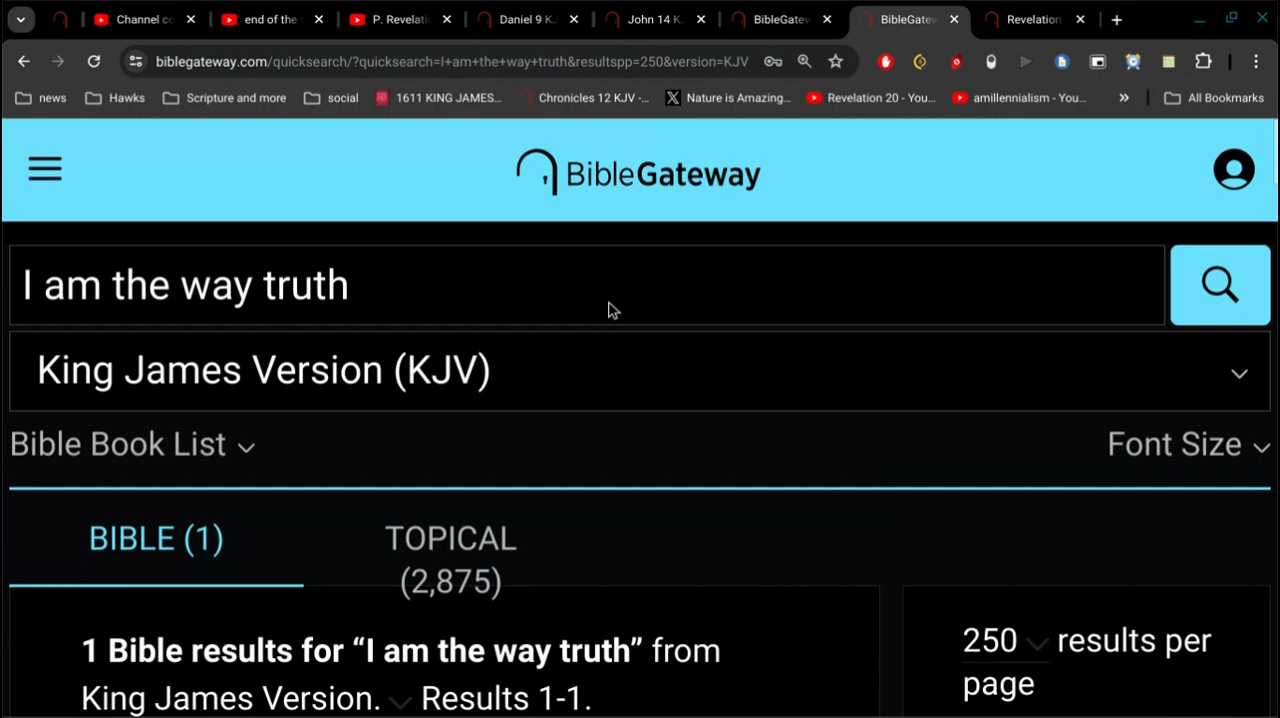 Channel cc
end of the
P. Revelati
Daniel 9 K.
John 14 K.
BibleGatew
BibleGatew
Revelation
biblegateway.com/quicksearch/?quicksearch=I+am+the+way+truth&resultspp=250&version=KJV
news
Hawks
Scripture and more
social
1611 KING JAMES...
Chronicles 12 KJV -...
Nature is Amazing...
Revelation 20 - You...
amillennialism - You...
»
All Bookmarks
BibleGateway
I am the way truth
King James Version (KJV)
Bible Book List
Font Size
BIBLE (1)
TOPICAL
(2,875)
1 Bible results for “I am the way truth” from
King James Version. Results 1-1.
250 results per
page